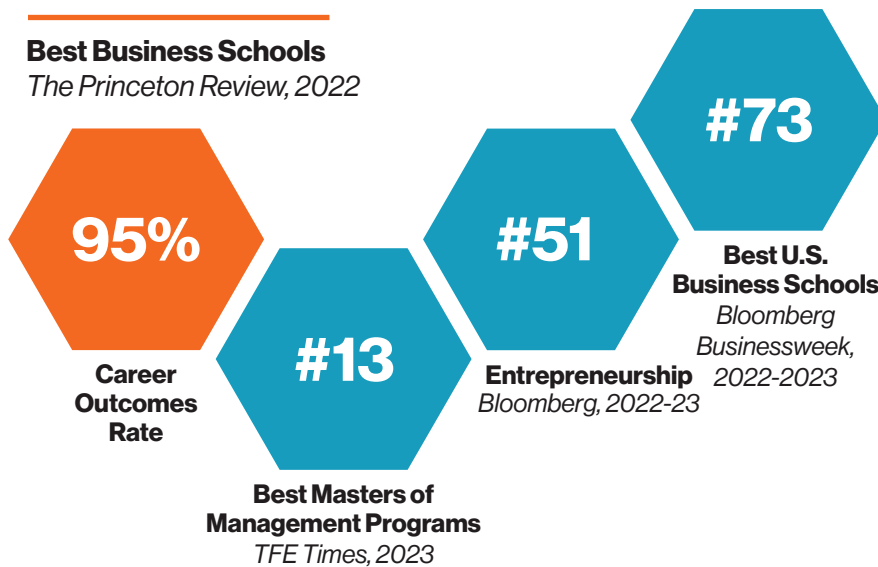 Best Business Schools
The Princeton Review, 2022
95%
Career
Outcomes
Rate
#13
Best Masters of
Management Programs
TFE Times, 2023
#51
Entrepreneurship
Bloomberg, 2022-23
#73
Best U.S.
Business Schools
Bloomberg
Businessweek,
2022-2023